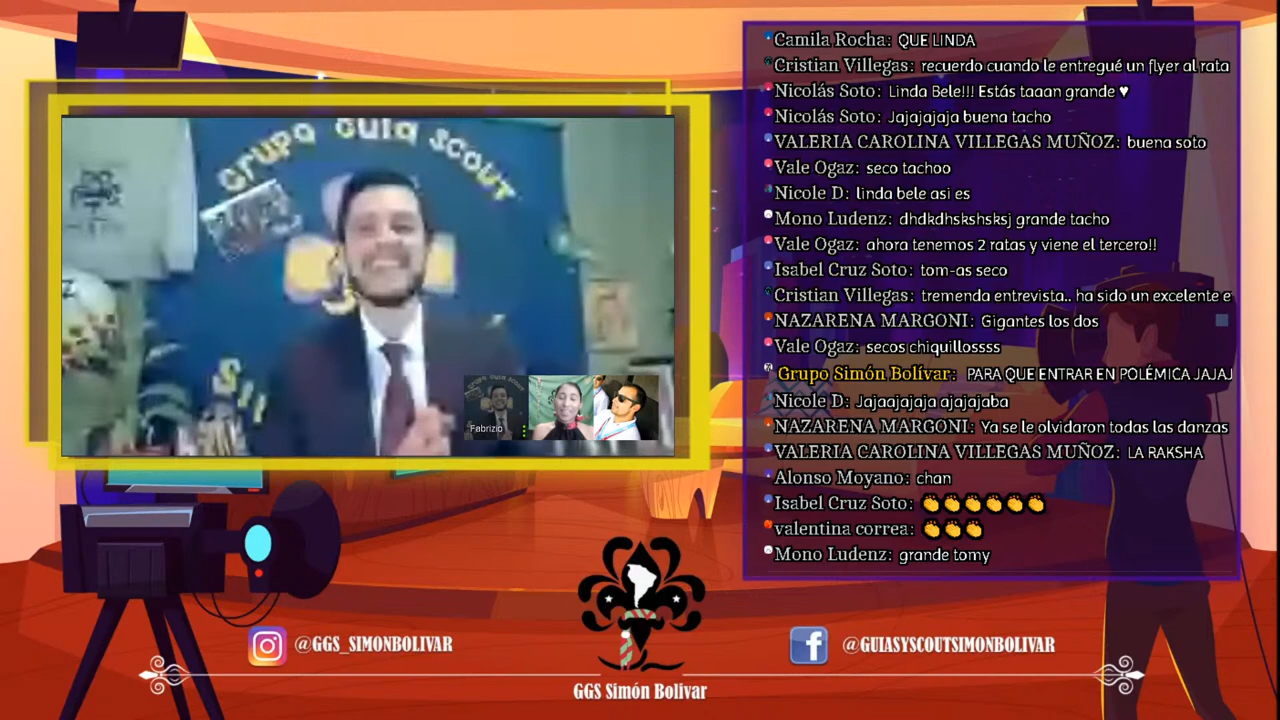 Grupo Guia Scout
Fabrizio
Camila Rocha: QUE LINDA
Cristian Villegas: recuerdo cuando le entregué un flyer al rata
Nicolás Soto: Linda Bele!!! Estás taaan grande ♥
Nicolás Soto: Jajajajaja buena tacho
VALERIA CAROLINA VILLEGAS MUÑOZ: buena soto
Vale Ogaz: seco tachoo
Nicole D: linda bele asi es
Mono Ludenz: dhdkdhskshsksj grande tacho
Vale Ogaz: ahora tenemos 2 ratas y viene el tercero!!
Isabel Cruz Soto: tom-as seco
Cristian Villegas: tremenda entrevista.. ha sido un excelente e
NAZARENA MARGONI: Gigantes los dos
Vale Ogaz: secos chiquillossss
Grupo Simón Bolívar: PARA QUE ENTRAR EN POLÉMICA JAJAJ
Nicole D: Jajaajajaja ajajajaba
NAZARENA MARGONI: Ya se le olvidaron todas las danzas
VALERIA CAROLINA VILLEGAS MUÑOZ: LA RAKSHA
Alonso Moyano: chan
Isabel Cruz Soto: 👏👏👏👏👏👏
valentina correa: 👏👏👏
Mono Ludenz: grande tomy
@GGS_SIMONBOLIVAR
@GUIASYSCOUTSIMONBOLIVAR
GGS Simón Bolivar